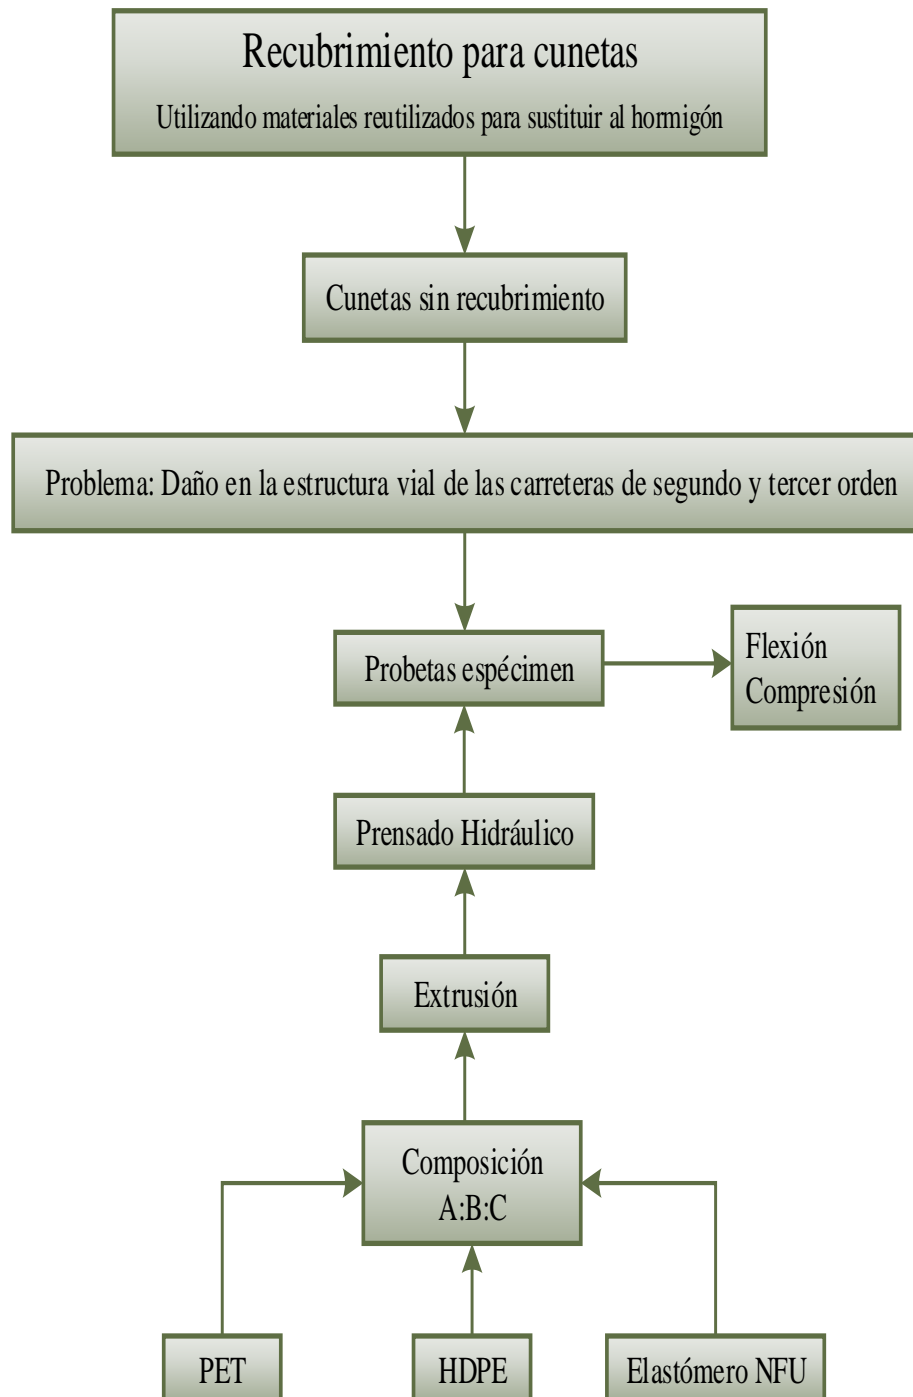 Recubrimiento para cunetas
Utilizando materiales reutilizados para sustituir al hormigón
Cunetas sin recubrimiento
Problema: Daño en la estructura vial de las carreteras de segundo y tercer orden
Probetas espécimen
Flexión
Compresión
Prensado Hidráulico
Extrusión
Composición
A:B:C
PET
HDPE
Elastómero NFU